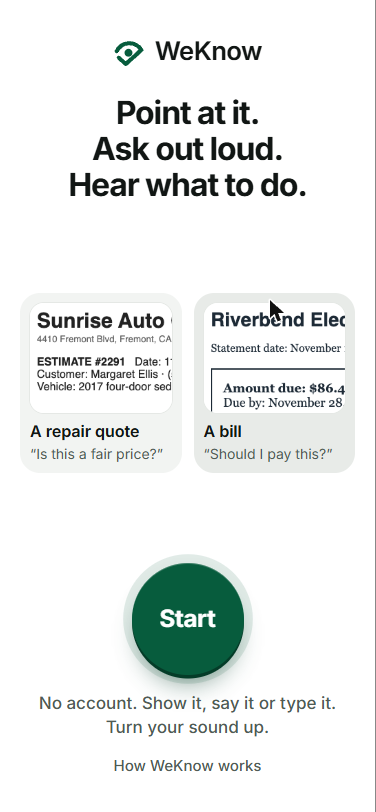 WeKnow
Point at it.
Ask out loud.
Hear what to do.
Sunrise Auto
4410 Fremont Blvd, Fremont, CA
ESTIMATE #2291 Date: 1
Customer: Margaret Ellis · (
Vehicle: 2017 four-door sed
A repair quote
“Is this a fair price?”
Riverbend Elec
Statement date: November
Amount due: $86.4
Due by: November 28
A bill
“Should I pay this?”
Start
No account. Show it, say it or type it.
Turn your sound up.
How WeKnow works